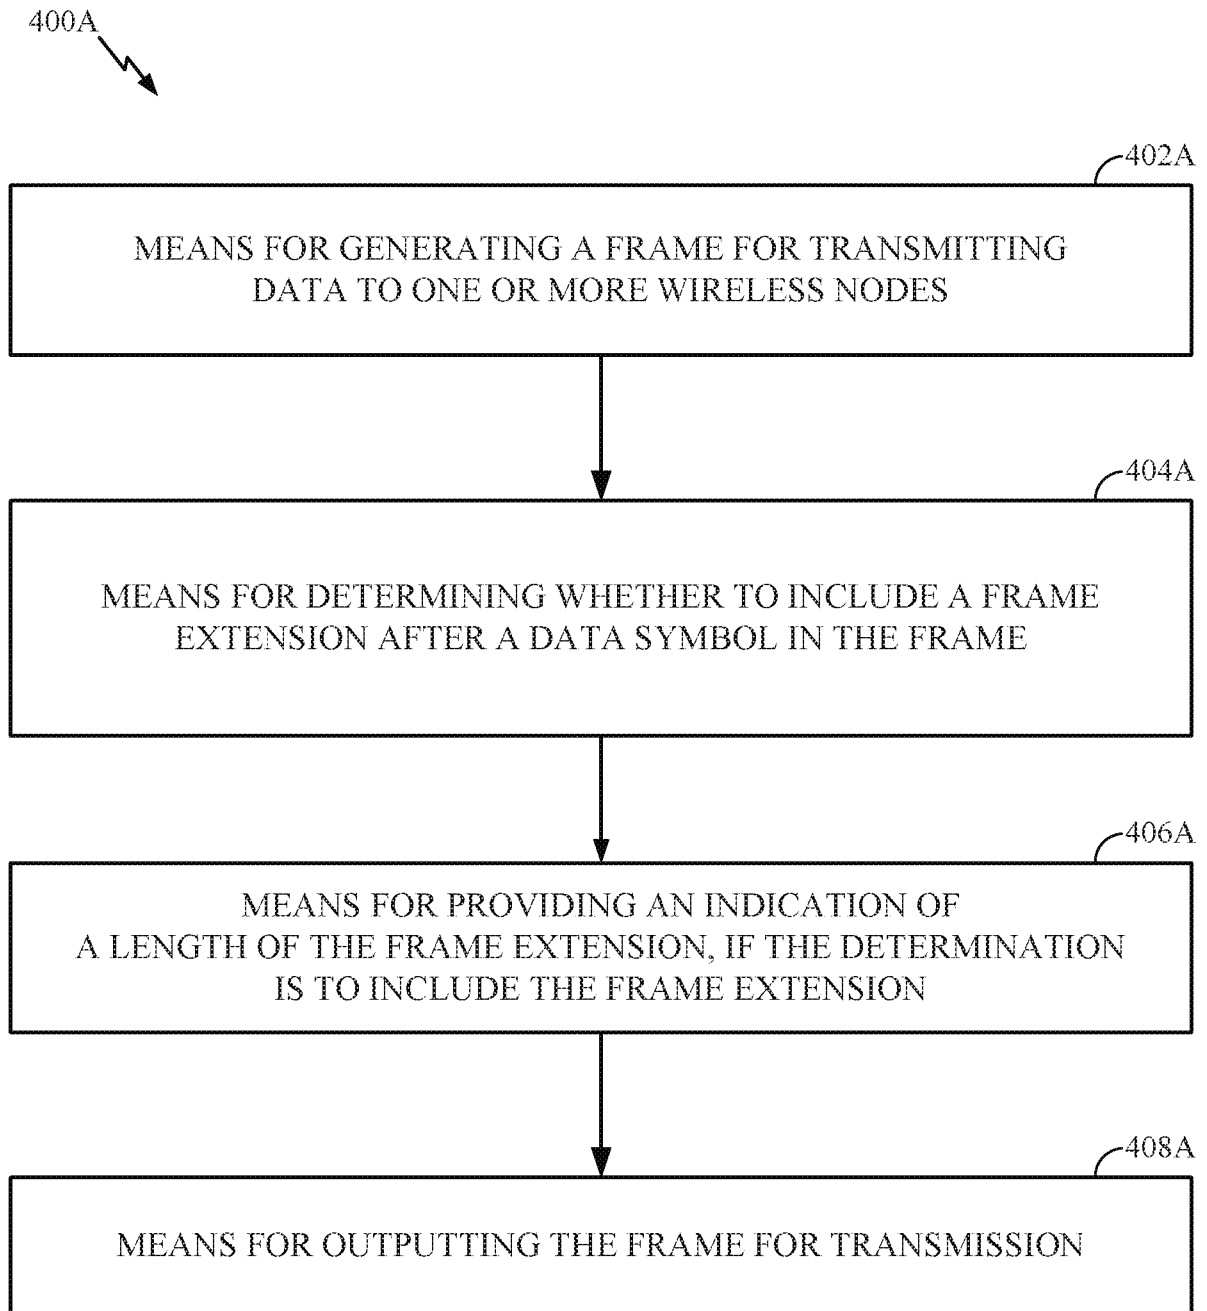 400A
402A
MEANS FOR GENERATING A FRAME FOR TRANSMITTING
DATA TO ONE OR MORE WIRELESS NODES
404A
MEANS FOR DETERMINING WHETHER TO INCLUDE A FRAME
EXTENSION AFTER A DATA SYMBOL IN THE FRAME
406A
MEANS FOR PROVIDING AN INDICATION OF
A LENGTH OF THE FRAME EXTENSION, IF THE DETERMINATION
IS TO INCLUDE THE FRAME EXTENSION
408A
MEANS FOR OUTPUTTING THE FRAME FOR TRANSMISSION